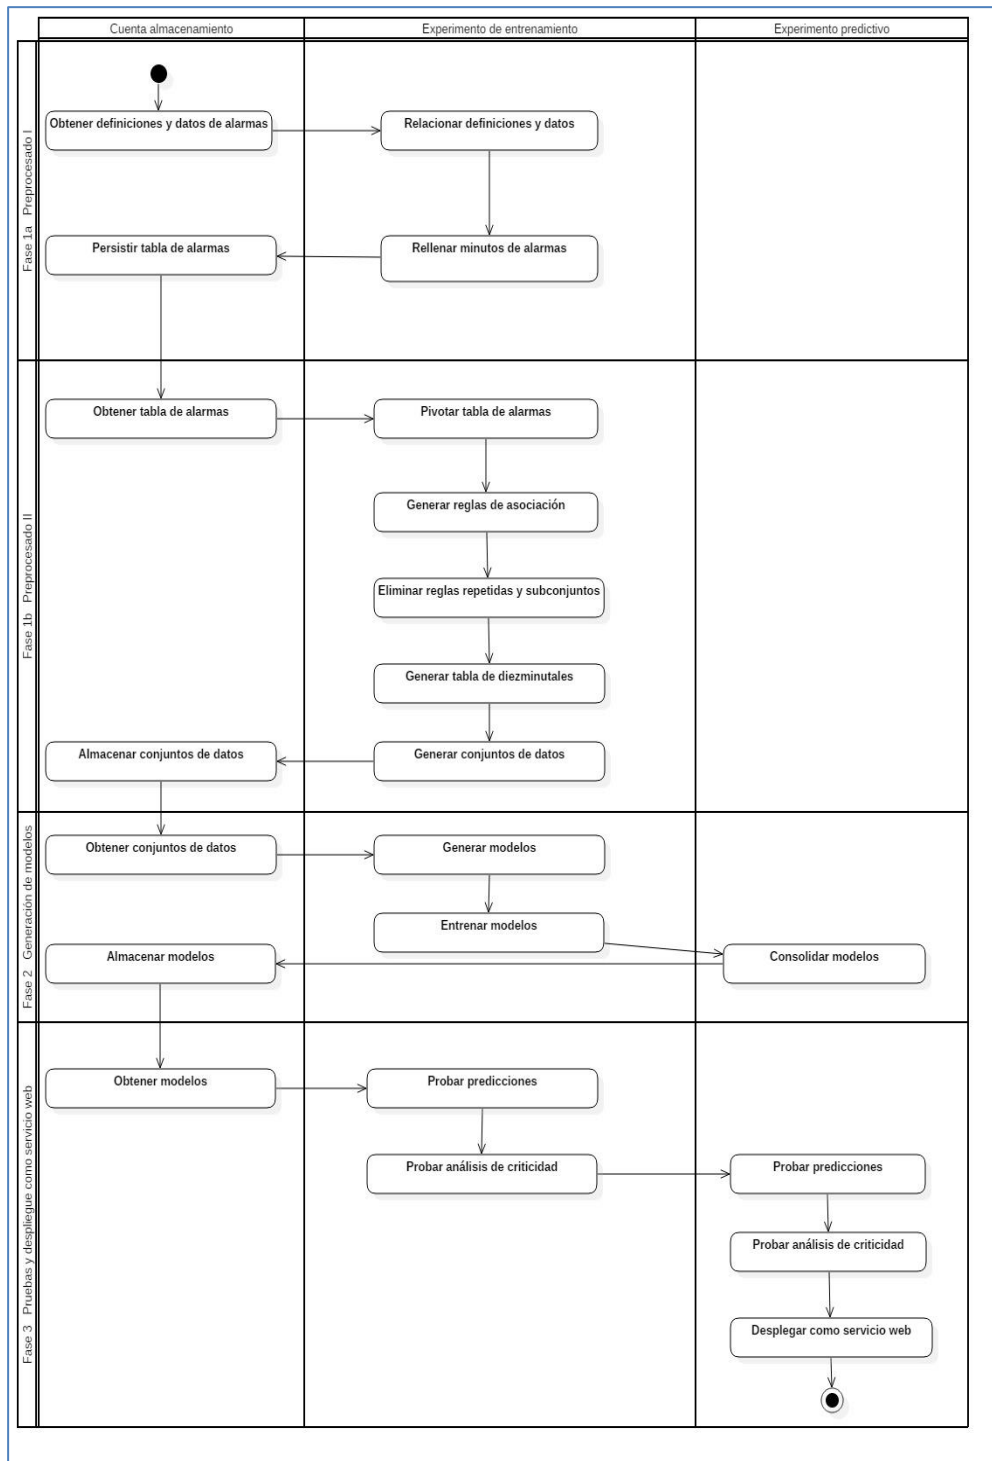 Cuenta almacenamiento
Experimento de entrenamiento
Experimento predictivo
Fase 1a Preprocesado I
Obtener definiciones y datos de alarmas
Relacionar definiciones y datos
Persistir tabla de alarmas
Rellenar minutos de alarmas
Fase 1b Preprocesado II
Obtener tabla de alarmas
Pivotar tabla de alarmas
Generar reglas de asociación
Eliminar reglas repetidas y subconjuntos
Generar tabla de diezminutales
Almacenar conjuntos de datos
Generar conjuntos de datos
Fase 2 Generación de modelos
Obtener conjuntos de datos
Generar modelos
Entrenar modelos
Almacenar modelos
Consolidar modelos
Fase 3 Pruebas y despliegue como servicio web
Obtener modelos
Probar predicciones
Probar análisis de criticidad
Probar predicciones
Probar análisis de criticidad
Desplegar como servicio web